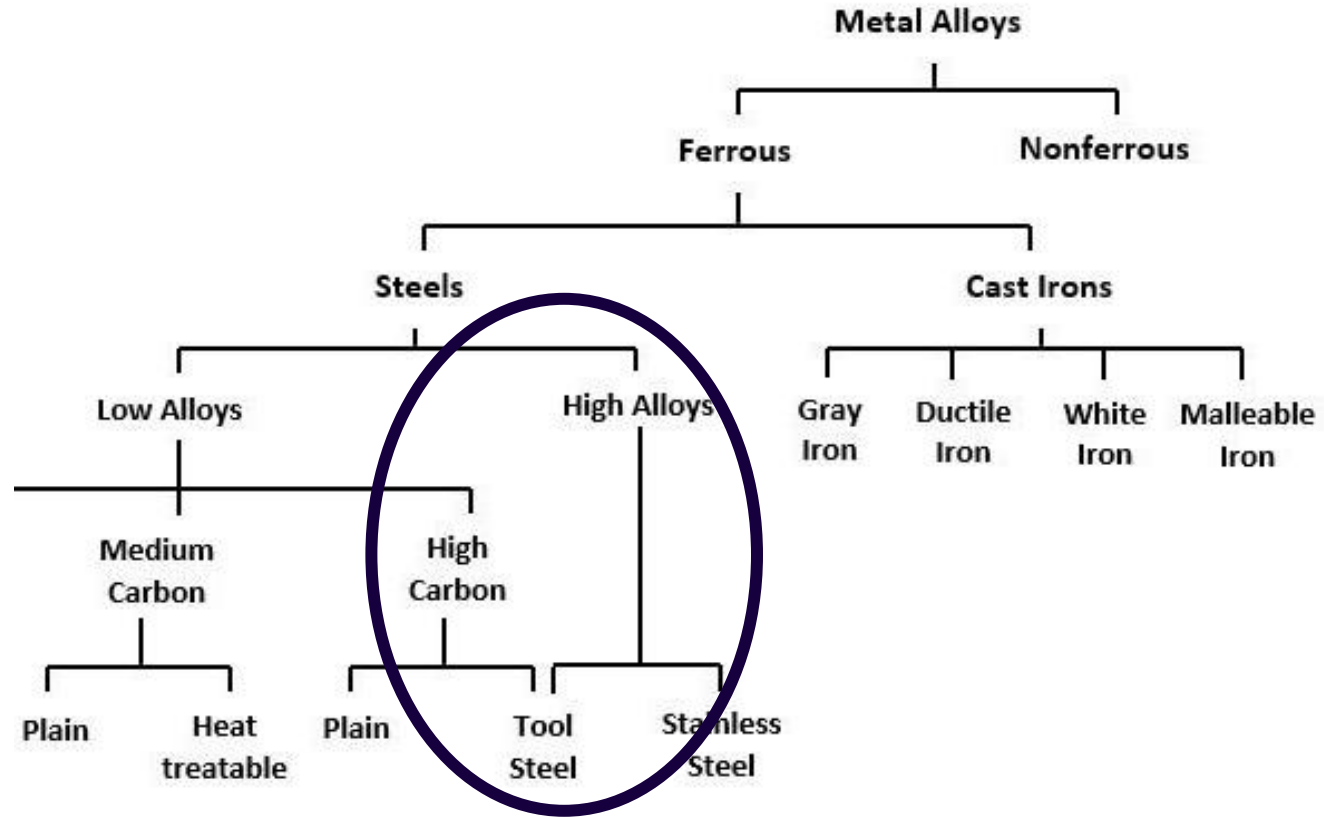 Metal Alloys
Ferrous
Nonferrous
Steels
Cast Irons
Low Alloys
High Alloys
Gray
Iron
Ductile
Iron
White
Iron
Malleable
Iron
Medium
Carbon
High
Carbon
Plain
Heat
treatable
Plain
Tool
Steel
Stainless
Steel